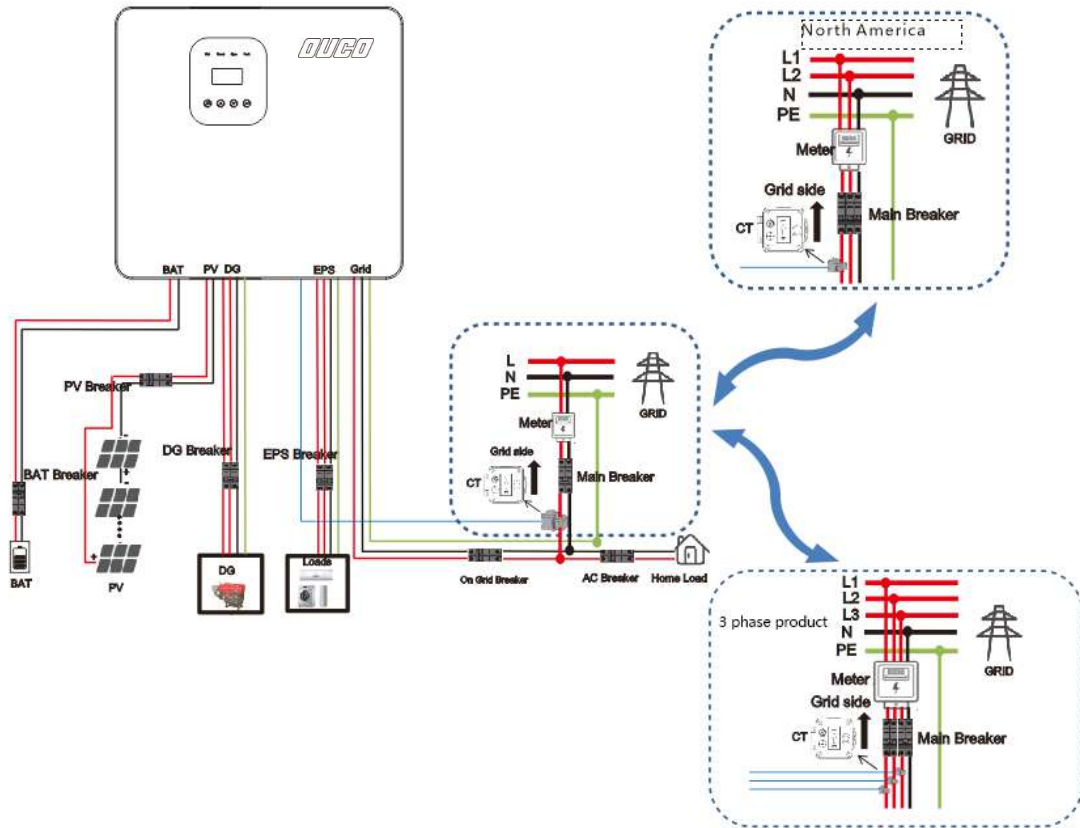 OUCO
BAT PV DG EPS Grid
PV Breaker
BAT Breaker
DG Breaker
EPS Breaker
BAT
PV
DG
Loads
L
N
PE
GRID
Meter
Grid side
CT
Main Breaker
On Grid Breaker
AC Breaker
Home Load
North America
L1
L2
N
PE
GRID
Meter
Grid side
CT
Main Breaker
3 phase product
L1
L2
L3
N
PE
GRID
Meter
Grid side
CT
Main Breaker